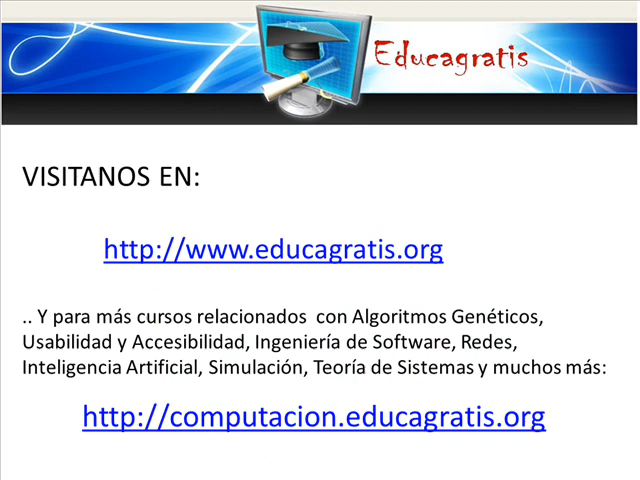 Educagratis
VISITANOS EN:
http://www.educagratis.org
.. Y para más cursos relacionados con Algoritmos Genéticos,
Usabilidad y Accesibilidad, Ingeniería de Software, Redes,
Inteligencia Artificial, Simulación, Teoría de Sistemas y muchos más:
http://computacion.educagratis.org